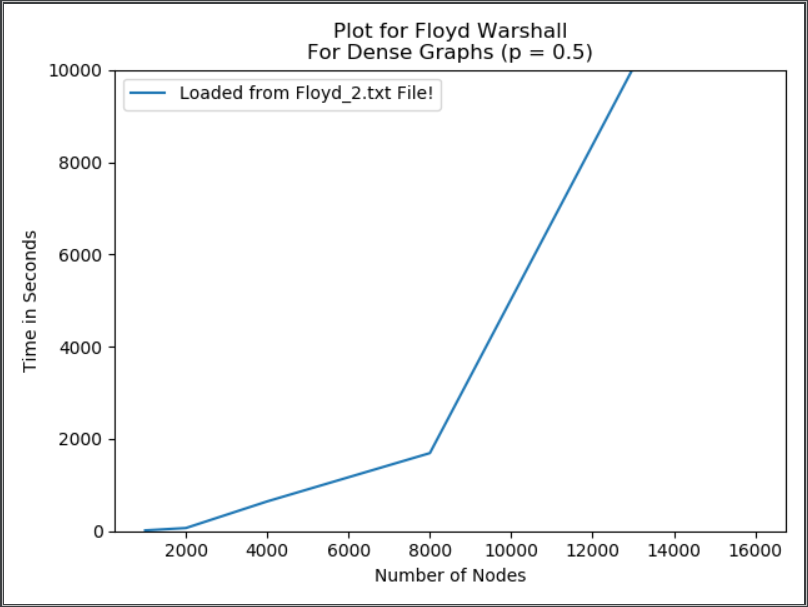 Plot for Floyd Warshall
For Dense Graphs (p = 0.5)
Loaded from Floyd_2.txt File!
10000
8000
6000
4000
2000
0
Time in Seconds
2000 4000 6000 8000 10000 12000 14000 16000
Number of Nodes